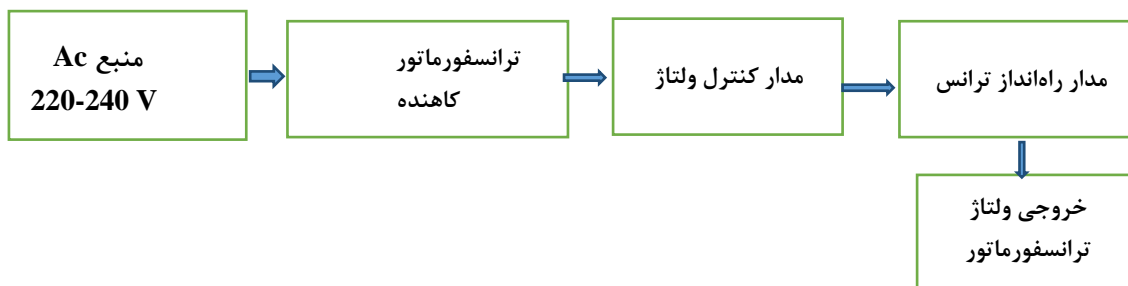 منبع Ac
220-240 V
ترانسفورماتور
کاهنده
مدار کنترل ولتاژ
مدار راه‌انداز ترانس
خروجی ولتاژ
ترانسفورماتور